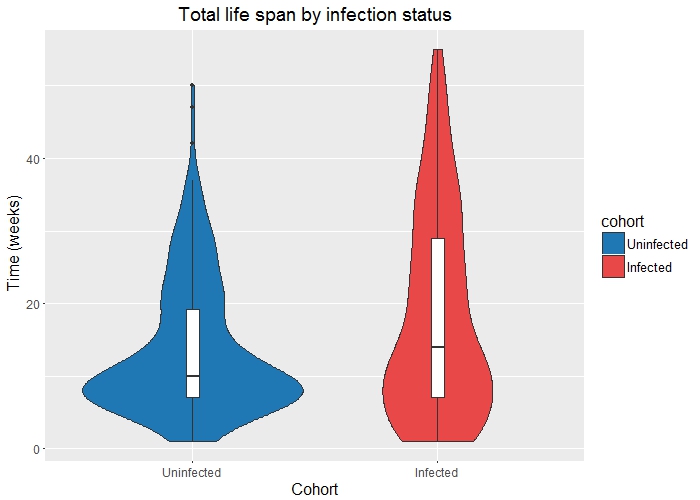 Total life span by infection status
Time (weeks)
40
20
0
Uninfected
Infected
Cohort
cohort
Uninfected
Infected